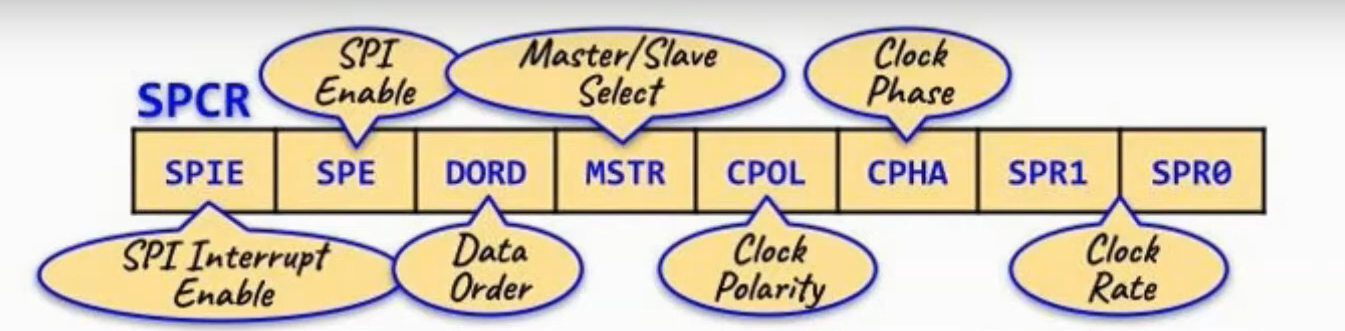 SPI
Enable
Master/Slave
Select
Clock
Phase
SPCR
SPIE SPE DORD MSTR CPOL CPHA SPR1 SPR0
SPI Interrupt
Enable
Data
Order
Clock
Polarity
Clock
Rate